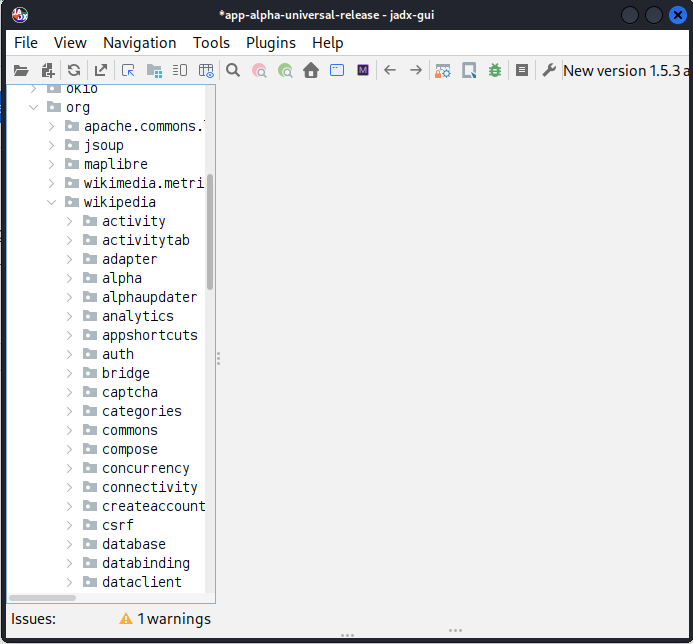 *app-alpha-universal-release - jadx-gui
File View Navigation Tools Plugins Help
New version 1.5.3 a
okio
org
apache.commons.
jsoup
maplibre
wikimedia.metri
wikipedia
activity
activitytab
adapter
alpha
alphaupdater
analytics
appshortcuts
auth
bridge
captcha
categories
commons
compose
concurrency
connectivity
createaccount
csrf
database
databinding
dataclient
Issues: 1 warnings